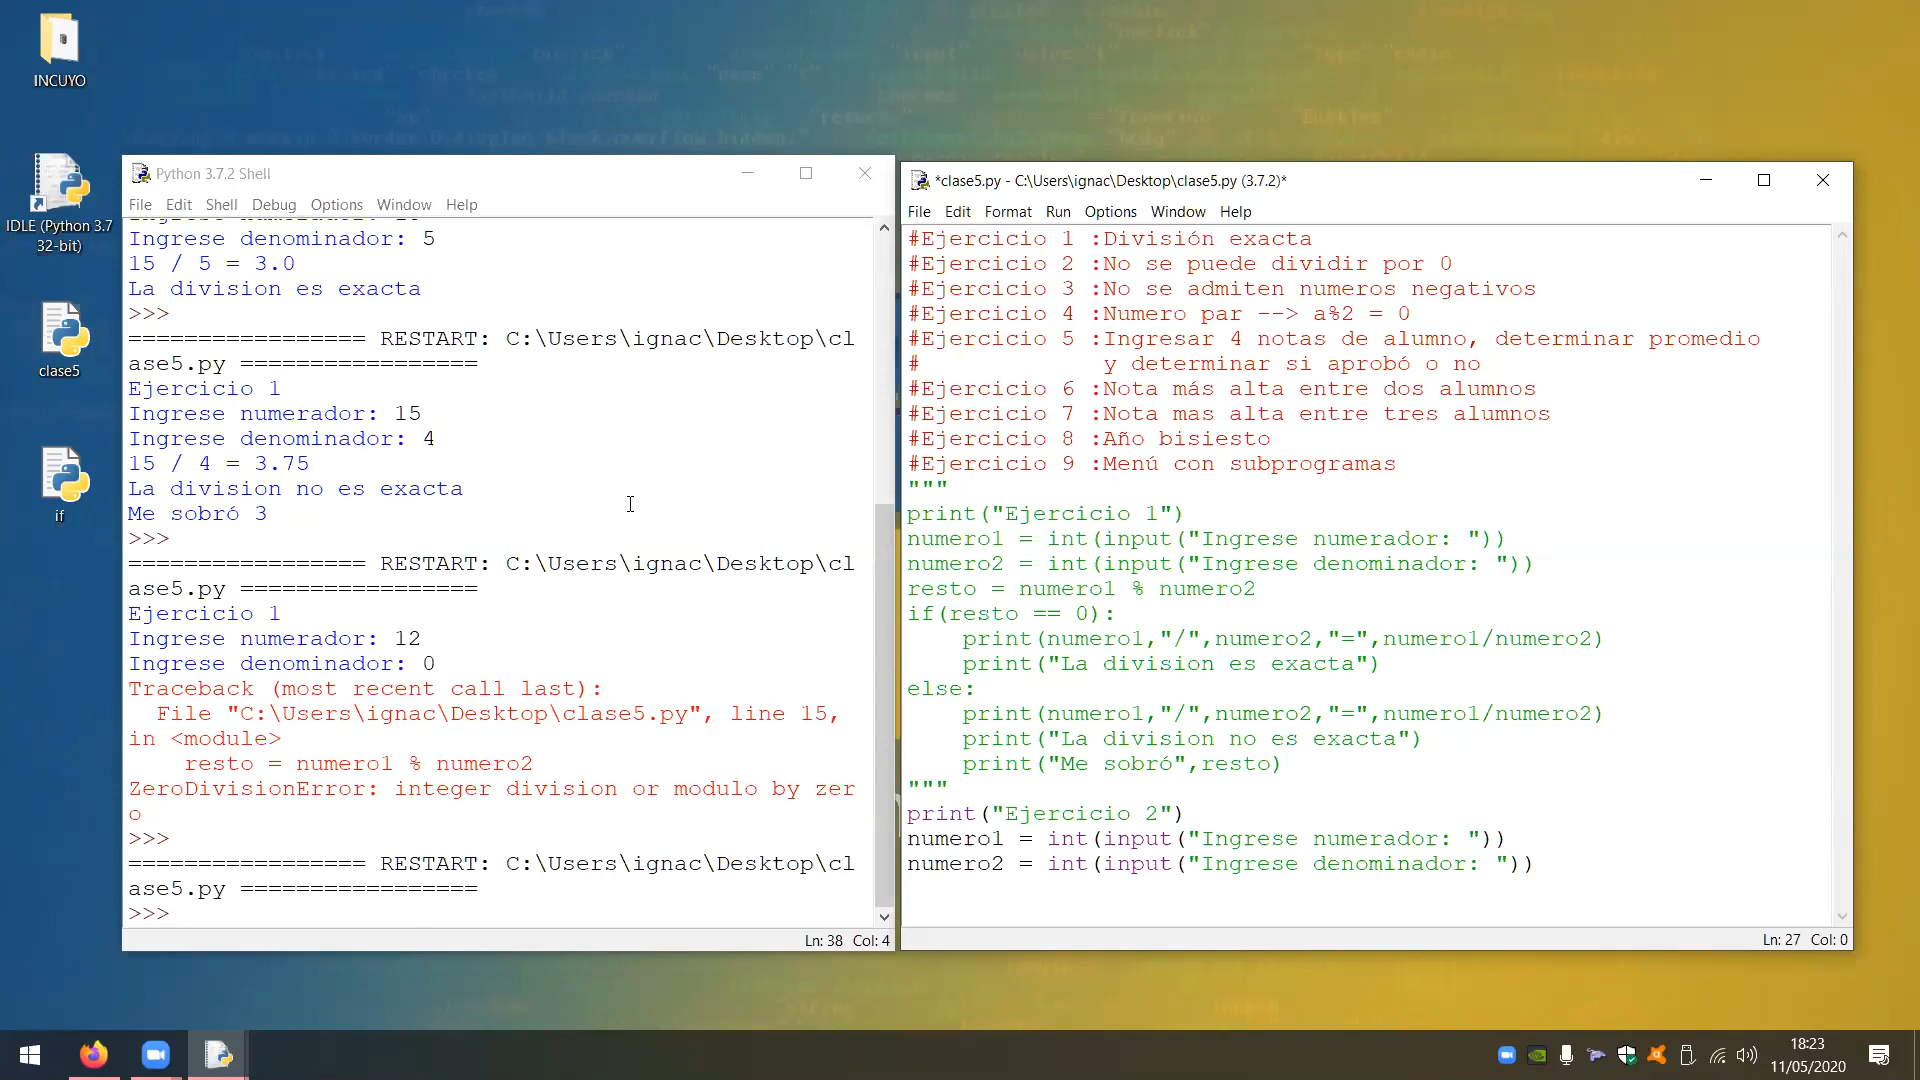 INCUYO
IDLE (Python 3.7
32-bit)
clase5
if
Python 3.7.2 Shell
File Edit Shell Debug Options Window Help
Ingrese denominador: 5
15 / 5 = 3.0
La division es exacta
>>>
================= RESTART: C:\Users\ignac\Desktop\cl
ase5.py =================
Ejercicio 1
Ingrese numerador: 15
Ingrese denominador: 4
15 / 4 = 3.75
La division no es exacta
Me sobró 3
>>>
================= RESTART: C:\Users\ignac\Desktop\cl
ase5.py =================
Ejercicio 1
Ingrese numerador: 12
Ingrese denominador: 0
Traceback (most recent call last):
  File "C:\Users\ignac\Desktop\clase5.py", line 15,
in <module>
    resto = numero1 % numero2
ZeroDivisionError: integer division or modulo by zer
o
>>>
================= RESTART: C:\Users\ignac\Desktop\cl
ase5.py =================
>>>
Ln: 38 Col: 4
*clase5.py - C:\Users\ignac\Desktop\clase5.py (3.7.2)*
File Edit Format Run Options Window Help
#Ejercicio 1 :División exacta
#Ejercicio 2 :No se puede dividir por 0
#Ejercicio 3 :No se admiten numeros negativos
#Ejercicio 4 :Numero par --> a%2 = 0
#Ejercicio 5 :Ingresar 4 notas de alumno, determinar promedio
#             y determinar si aprobó o no
#Ejercicio 6 :Nota más alta entre dos alumnos
#Ejercicio 7 :Nota mas alta entre tres alumnos
#Ejercicio 8 :Año bisiesto
#Ejercicio 9 :Menú con subprogramas
"""
print("Ejercicio 1")
numero1 = int(input("Ingrese numerador: "))
numero2 = int(input("Ingrese denominador: "))
resto = numero1 % numero2
if(resto == 0):
    print(numero1,"/",numero2,"=",numero1/numero2)
    print("La division es exacta")
else:
    print(numero1,"/",numero2,"=",numero1/numero2)
    print("La division no es exacta")
    print("Me sobró",resto)
"""
print("Ejercicio 2")
numero1 = int(input("Ingrese numerador: "))
numero2 = int(input("Ingrese denominador: "))
Ln: 27 Col: 0
18:23
11/05/2020